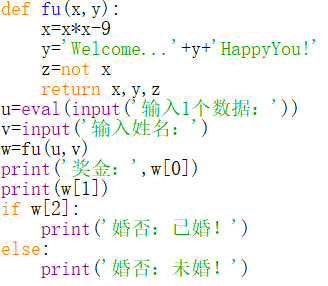 def fu(x,y):
    x=x*x-9
    y='Welcome...'+y+'HappyYou!'
    z=not x
    return x,y,z
u=eval(input('输入1个数据：'))
v=input('输入姓名：')
w=fu(u,v)
print('奖金：',w[0])
print(w[1])
if w[2]:
    print('婚否：已婚！')
else:
    print('婚否：未婚！')